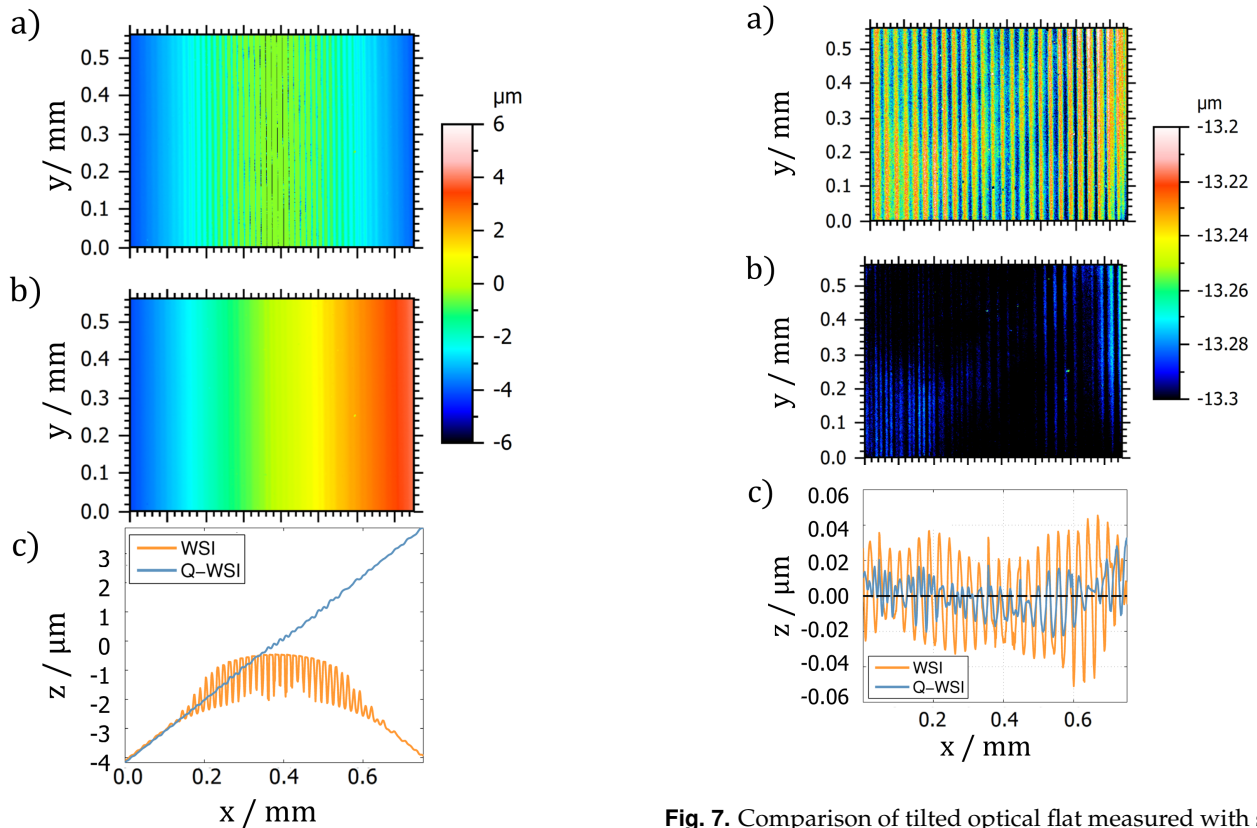 a)
y/ mm
0.5
0.4
0.3
0.2
0.1
0.0
µm
6
4
2
0
-2
-4
-6
b)
y / mm
0.5
0.4
0.3
0.2
0.1
0.0
c)
z / µm
3
2
1
0
-1
-2
-3
-4
WSI
Q–WSI
0.0 0.2 0.4 0.6
x / mm
a)
y/ mm
0.5
0.4
0.3
0.2
0.1
0.0
µm
-13.2
-13.22
-13.24
-13.26
-13.28
-13.3
b)
y / mm
0.5
0.4
0.3
0.2
0.1
0.0
c)
z / µm
0.06
0.04
0.02
0.00
-0.02
-0.04
-0.06
WSI
Q–WSI
0.2 0.4 0.6
x / mm
Fig. 7. Comparison of tilted optical flat measured with